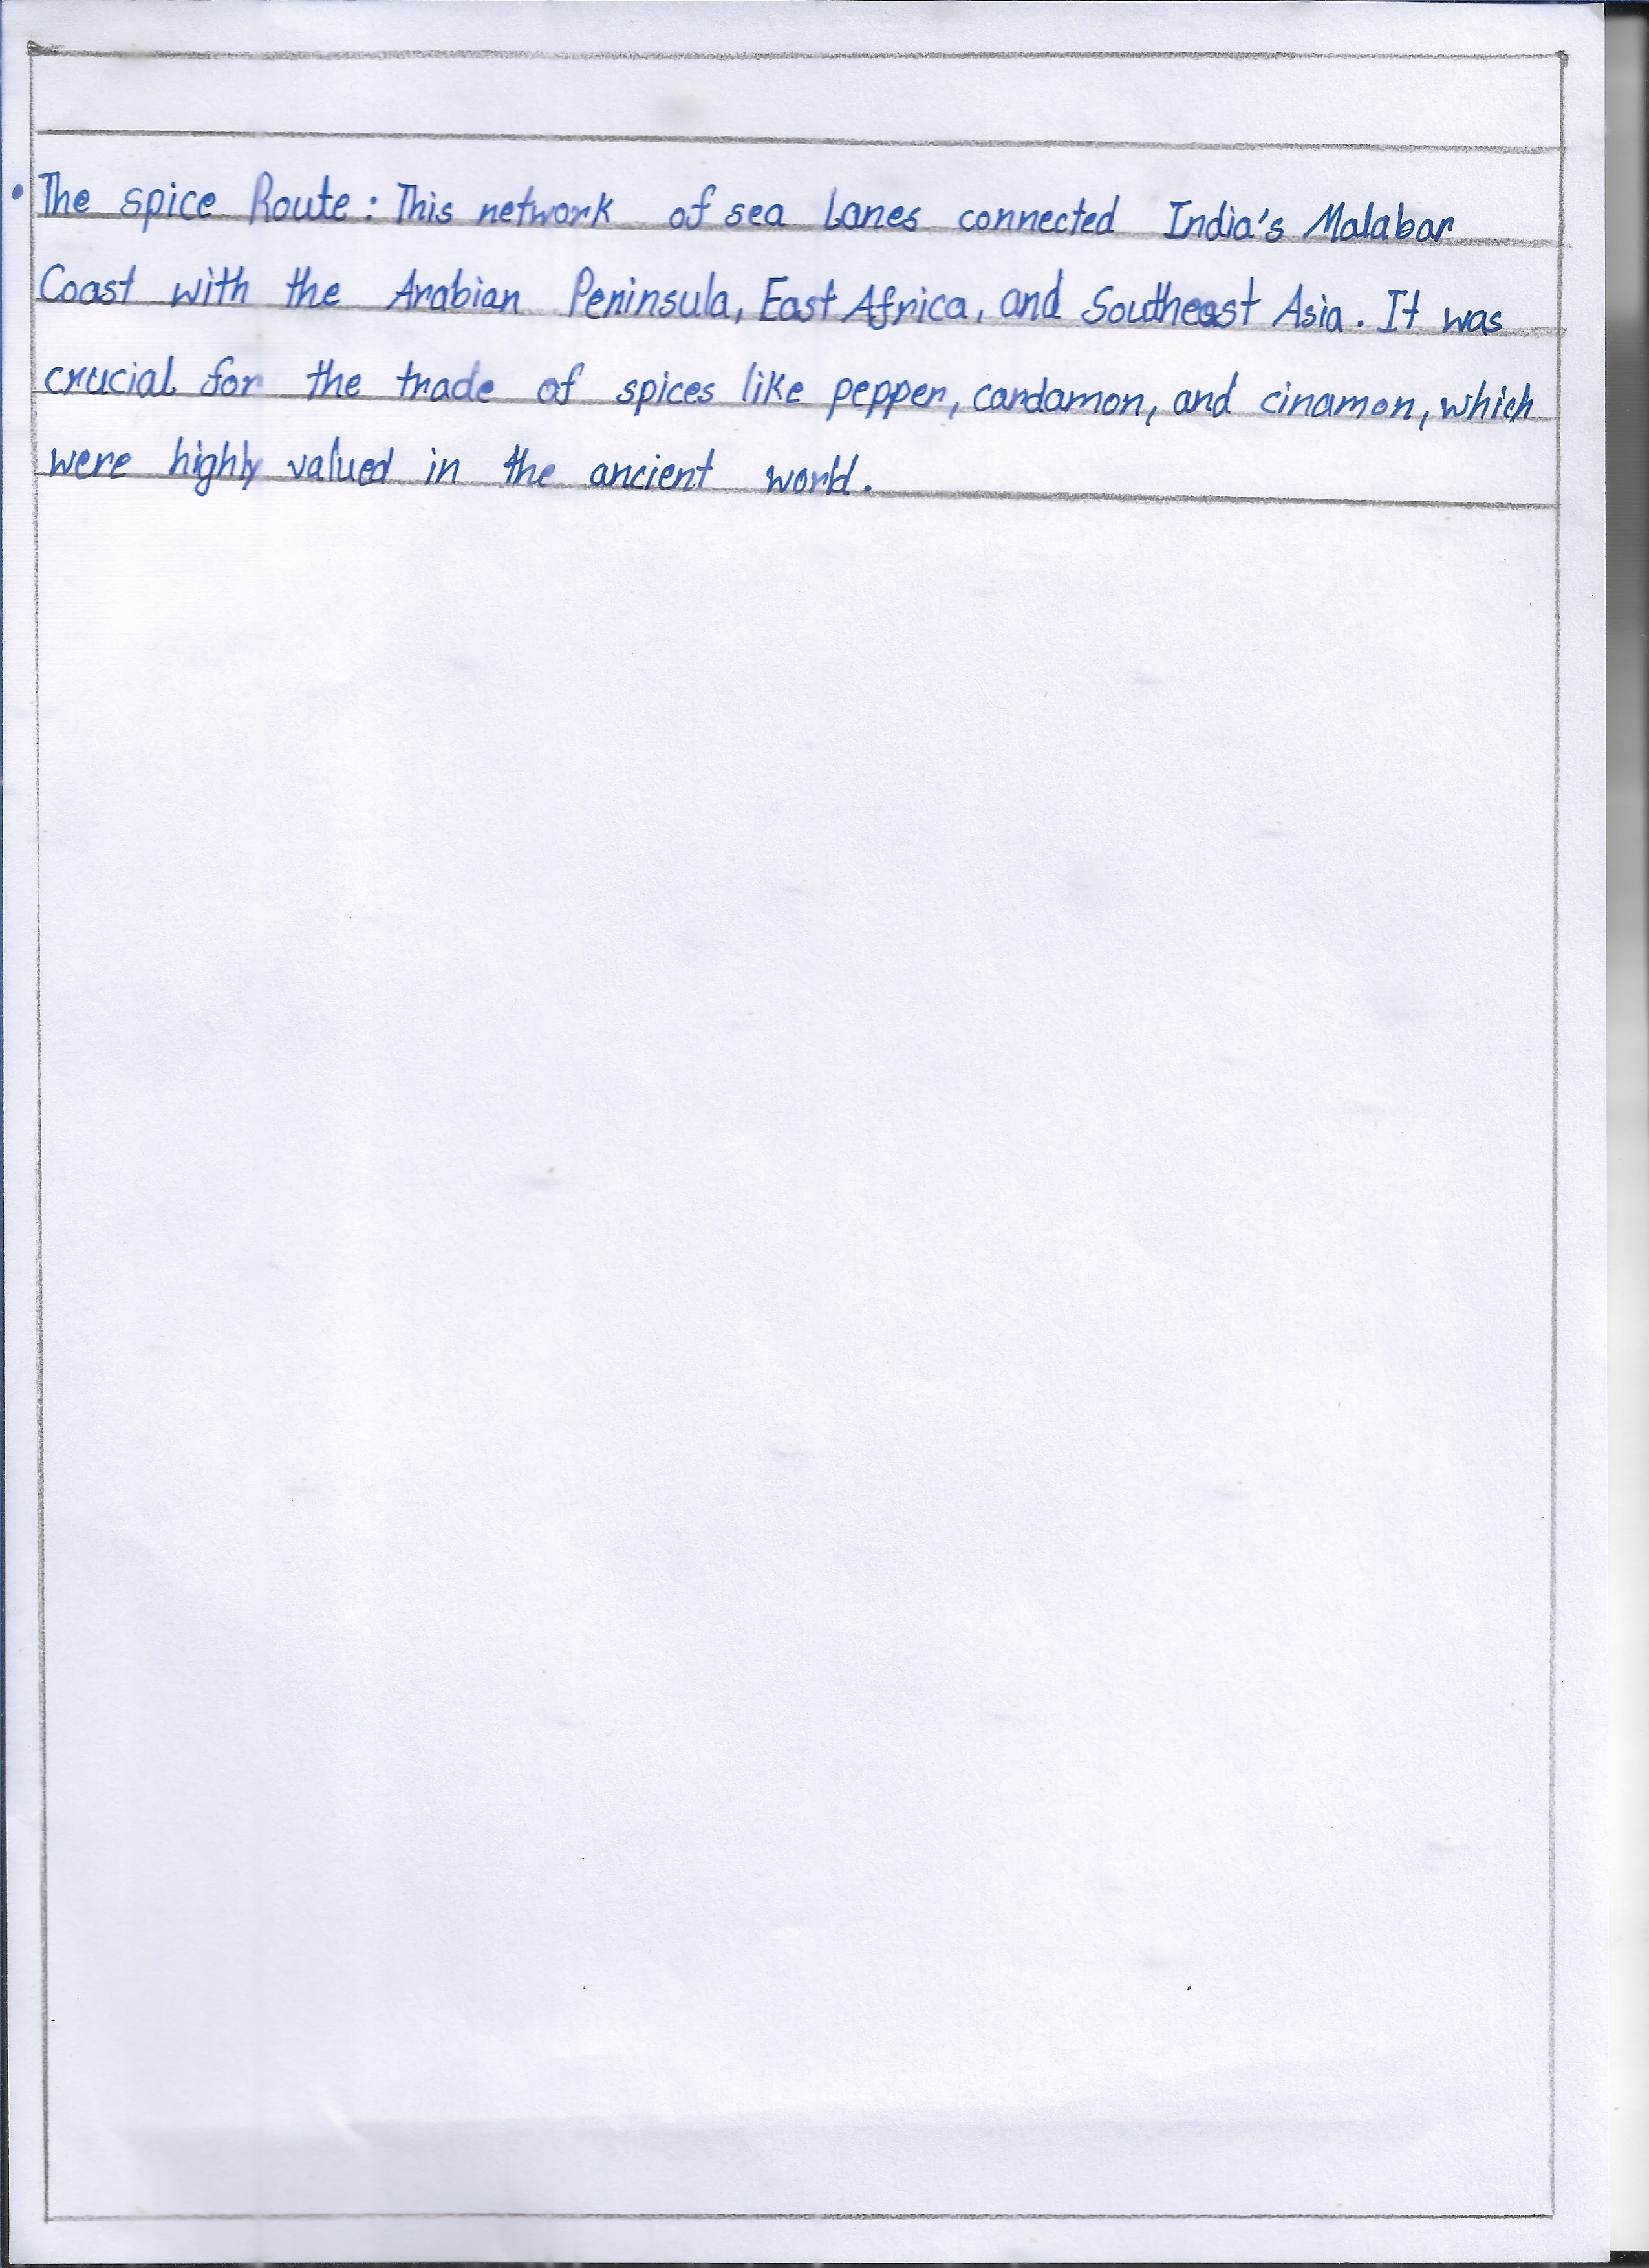 • The spice Route : This network of sea lanes connected India's Malabar
Coast with the Arabian Peninsula, East Africa, and Southeast Asia. It was
crucial for the trade of spices like pepper, cardamon, and cinamon, which
were highly valued in the ancient world.